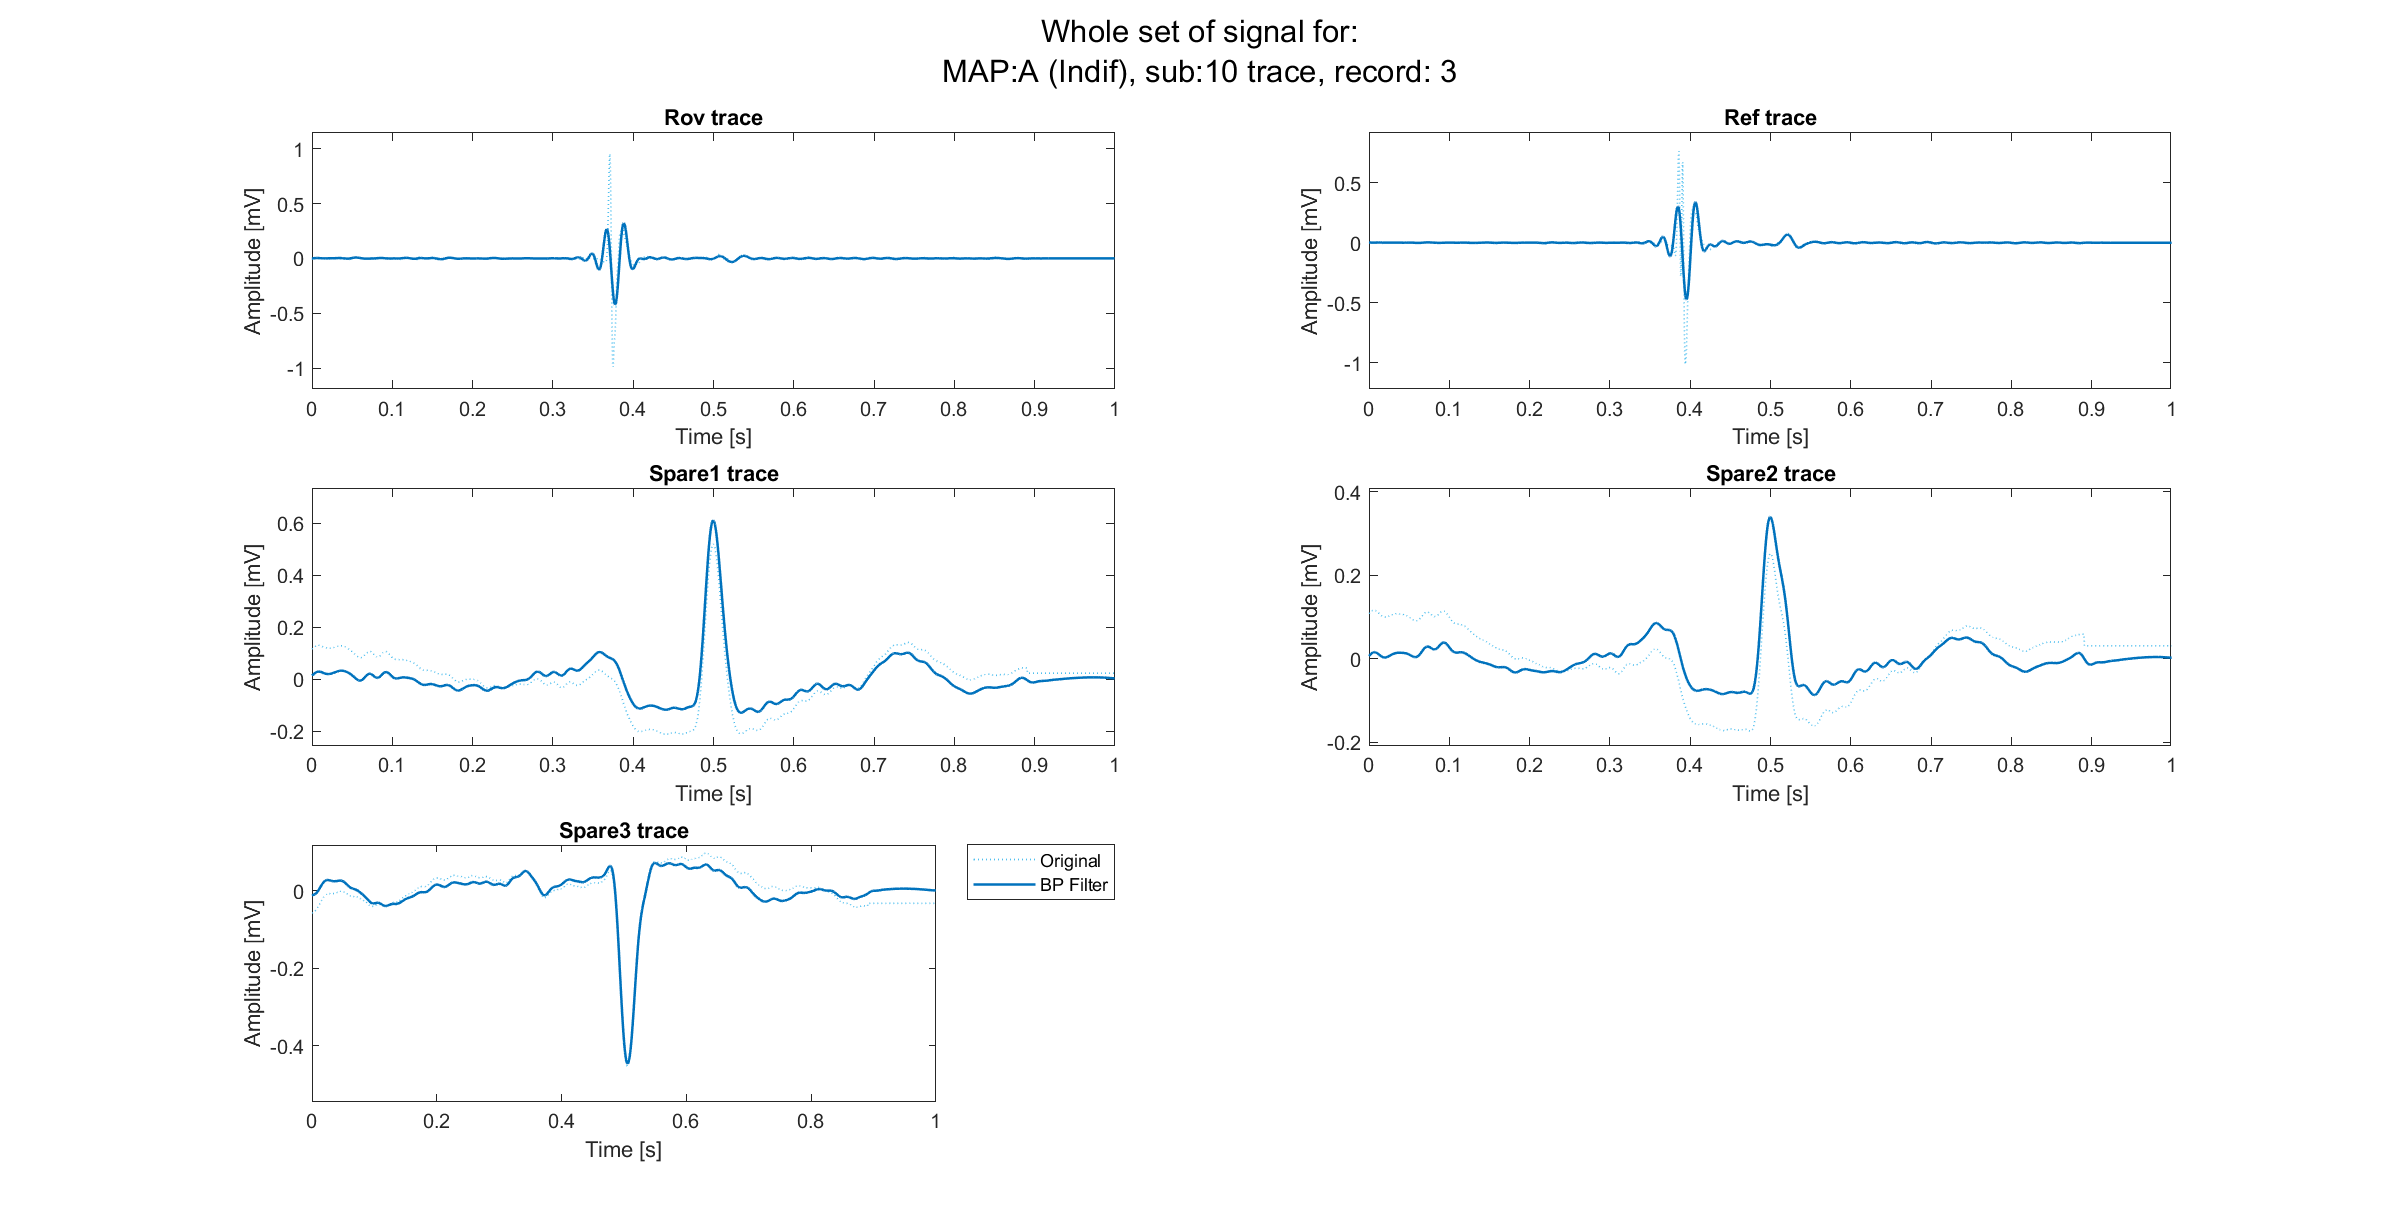 Whole set of signal for:
MAP:A (Indif), sub:10 trace, record: 3
Rov trace
Amplitude [mV]
1
0.5
0
-0.5
-1
0 0.1 0.2 0.3 0.4 0.5 0.6 0.7 0.8 0.9 1
Time [s]
Ref trace
Amplitude [mV]
0.5
0
-0.5
-1
0 0.1 0.2 0.3 0.4 0.5 0.6 0.7 0.8 0.9 1
Time [s]
Spare1 trace
Amplitude [mV]
0.6
0.4
0.2
0
-0.2
0 0.1 0.2 0.3 0.4 0.5 0.6 0.7 0.8 0.9 1
Time [s]
Spare2 trace
Amplitude [mV]
0.4
0.2
0
-0.2
0 0.1 0.2 0.3 0.4 0.5 0.6 0.7 0.8 0.9 1
Time [s]
Spare3 trace
Amplitude [mV]
0
-0.2
-0.4
0 0.2 0.4 0.6 0.8 1
Time [s]
Original
BP Filter